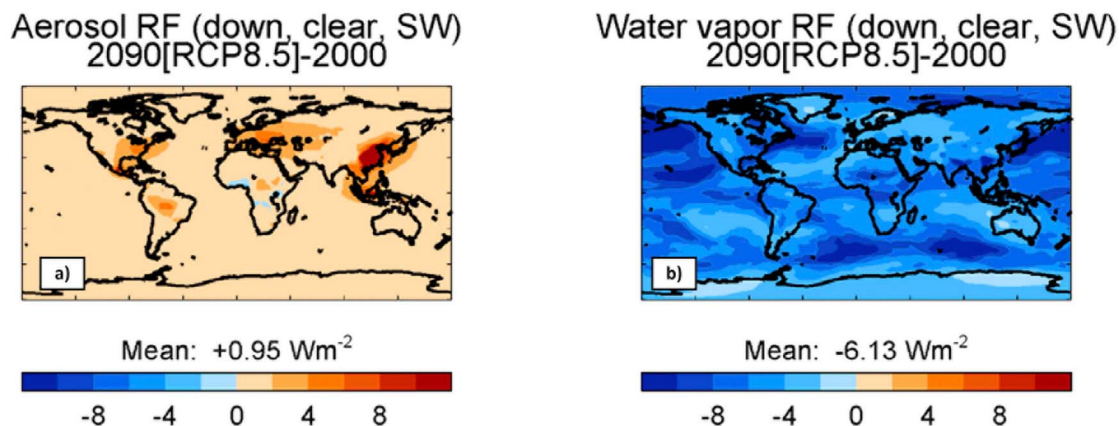 Aerosol RF (down, clear, SW)
2090[RCP8.5]-2000
a)
Mean: +0.95 Wm⁻²
-8 -4 0 4 8
Water vapor RF (down, clear, SW)
2090[RCP8.5]-2000
b)
Mean: -6.13 Wm⁻²
-8 -4 0 4 8